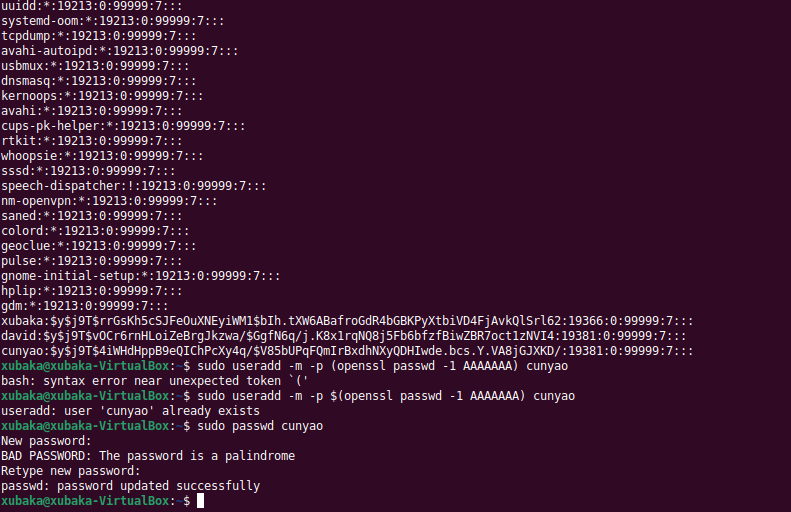 uuidd:*:19213:0:99999:7:::
systemd-oom:*:19213:0:99999:7:::
tcpdump:*:19213:0:99999:7:::
avahi-autoipd:*:19213:0:99999:7:::
usbmux:*:19213:0:99999:7:::
dnsmasq:*:19213:0:99999:7:::
kernoops:*:19213:0:99999:7:::
avahi:*:19213:0:99999:7:::
cups-pk-helper:*:19213:0:99999:7:::
rtkit:*:19213:0:99999:7:::
whoopsie:*:19213:0:99999:7:::
sssd:*:19213:0:99999:7:::
speech-dispatcher:!:19213:0:99999:7:::
nm-openvpn:*:19213:0:99999:7:::
saned:*:19213:0:99999:7:::
colord:*:19213:0:99999:7:::
geoclue:*:19213:0:99999:7:::
pulse:*:19213:0:99999:7:::
gnome-initial-setup:*:19213:0:99999:7:::
hplip:*:19213:0:99999:7:::
gdm:*:19213:0:99999:7:::
xubaka:$y$j9T$rrGsKh5cSJFeOuXNEyiWM1$bIh.tXW6ABafroGdR4bGBKPyXtbiVD4FjAvkQlSrl62:19366:0:99999:7:::
david:$y$j9T$vOCr6rnHLoiZeBrgJkzwa/$GgfN6q/j.K8x1rqNQ8j5Fb6bfzfBiwZBR7oct1zNVI4:19381:0:99999:7:::
cunyao:$y$j9T$4iWHdHppB9eQIChPcXy4q/$V85bUPqFQmIrBxdhNXyQDHIwde.bcs.Y.VA8jGJXKD/:19381:0:99999:7:::
xubaka@xubaka-VirtualBox:~$ sudo useradd -m -p (openssl passwd -1 AAAAAAA) cunyao
bash: syntax error near unexpected token `('
xubaka@xubaka-VirtualBox:~$ sudo useradd -m -p $(openssl passwd -1 AAAAAAA) cunyao
useradd: user 'cunyao' already exists
xubaka@xubaka-VirtualBox:~$ sudo passwd cunyao
New password:
BAD PASSWORD: The password is a palindrome
Retype new password:
passwd: password updated successfully
xubaka@xubaka-VirtualBox:~$